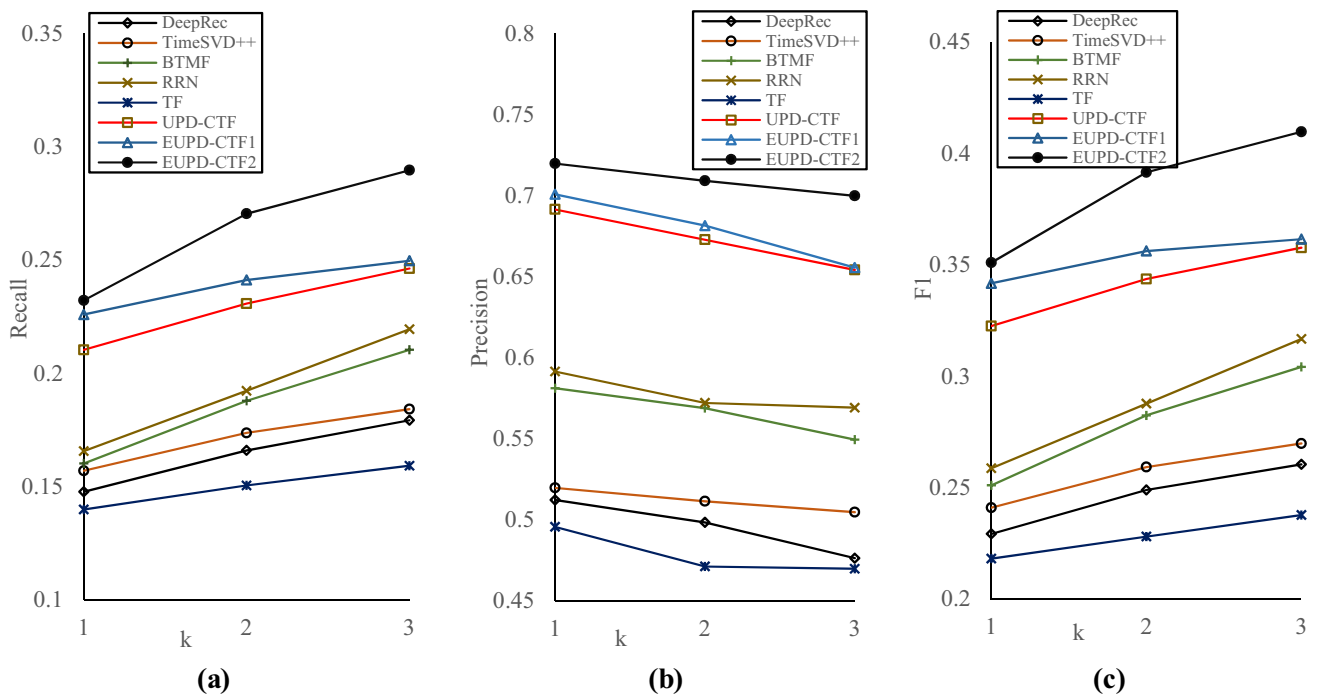 0.35
0.3
0.25
0.2
0.15
0.1
Recall
DeepRec
TimeSVD++
BTMF
RRN
TF
UPD-CTF
EUPD-CTF1
EUPD-CTF2
1 2 3
k
(a)
0.8
0.75
0.7
0.65
0.6
0.55
0.5
0.45
Precision
DeepRec
TimeSVD++
BTMF
RRN
TF
UPD-CTF
EUPD-CTF1
EUPD-CTF2
1 2 3
k
(b)
0.45
0.4
0.35
0.3
0.25
0.2
F1
DeepRec
TimeSVD++
BTMF
RRN
TF
UPD-CTF
EUPD-CTF1
EUPD-CTF2
1 2 3
k
(c)